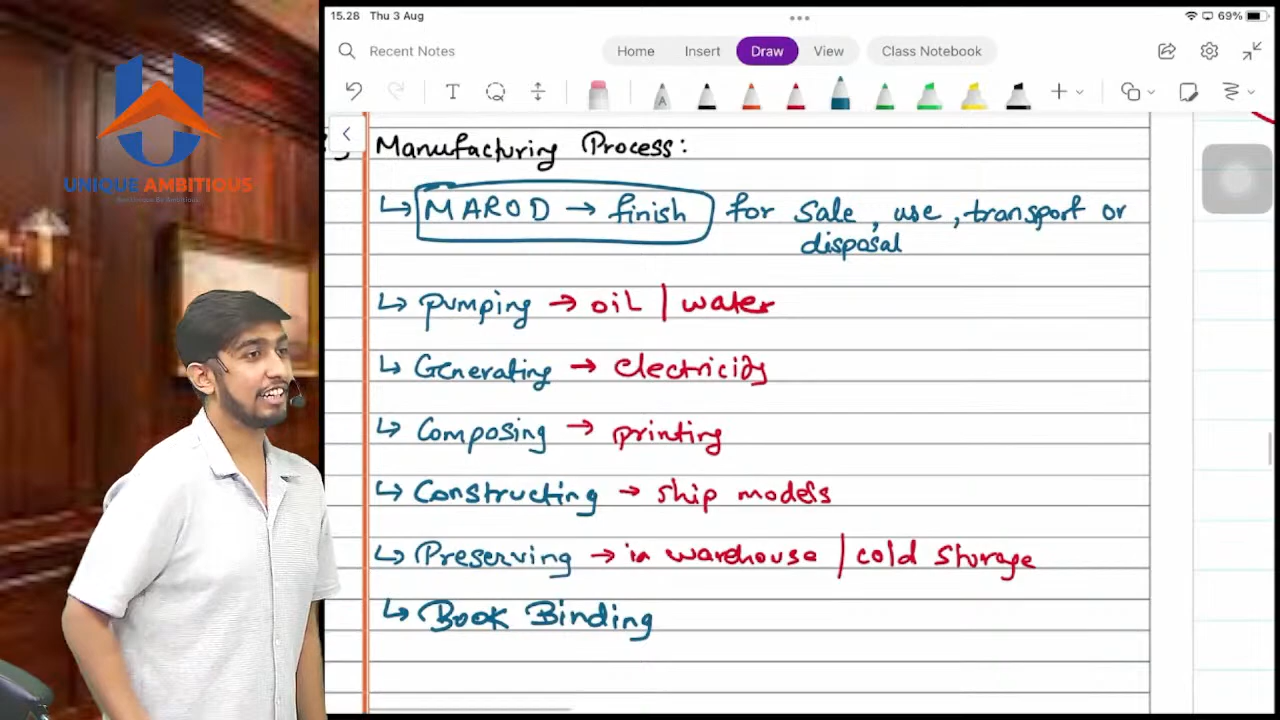 15.28 Thu 3 Aug
69%
Recent Notes
Home Insert Draw View Class Notebook
UNIQUE AMBITIOUS
Manufacturing Process:
↳ MAROD → finish for sale, use, transport or
disposal
↳ pumping → oil | water
↳ Generating → electricity
↳ Composing → printing
↳ Constructing → ship models
↳ Preserving → in warehouse | cold storage
↳ Book Binding